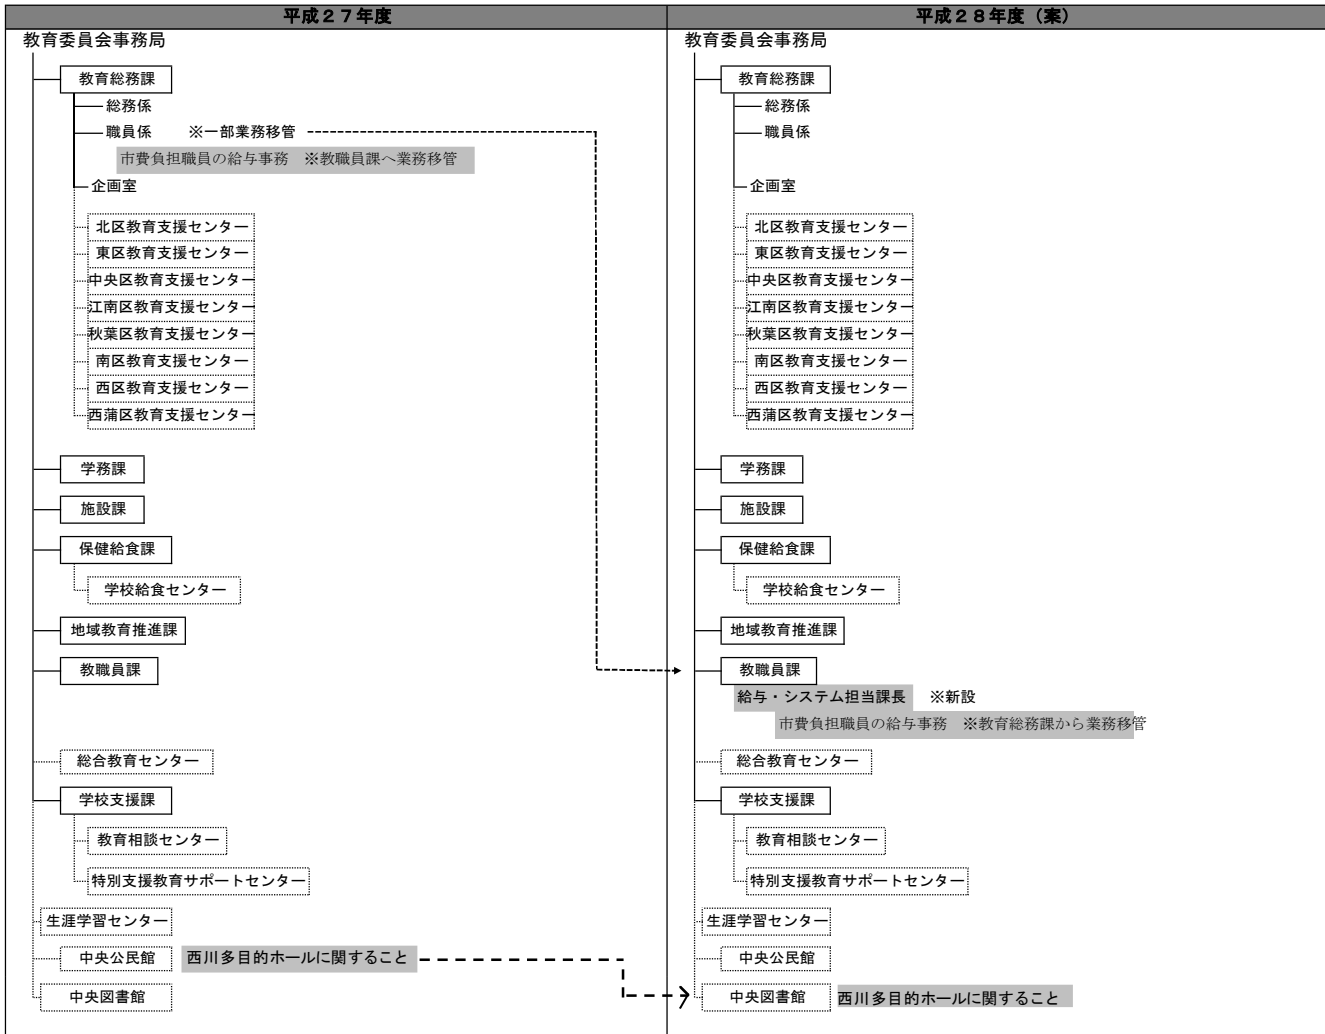 平成２７年度
教育委員会事務局
教育総務課
総務係
職員係　※一部業務移管
市費負担職員の給与事務　※教職員課へ業務移管
企画室
北区教育支援センター
東区教育支援センター
中央区教育支援センター
江南区教育支援センター
秋葉区教育支援センター
南区教育支援センター
西区教育支援センター
西蒲区教育支援センター
学務課
施設課
保健給食課
学校給食センター
地域教育推進課
教職員課
総合教育センター
学校支援課
教育相談センター
特別支援教育サポートセンター
生涯学習センター
中央公民館　西川多目的ホールに関すること
中央図書館
平成２８年度（案）
教育委員会事務局
教育総務課
総務係
職員係
企画室
北区教育支援センター
東区教育支援センター
中央区教育支援センター
江南区教育支援センター
秋葉区教育支援センター
南区教育支援センター
西区教育支援センター
西蒲区教育支援センター
学務課
施設課
保健給食課
学校給食センター
地域教育推進課
教職員課
給与・システム担当課長　※新設
市費負担職員の給与事務　※教育総務課から業務移管
総合教育センター
学校支援課
教育相談センター
特別支援教育サポートセンター
生涯学習センター
中央公民館
中央図書館　西川多目的ホールに関すること